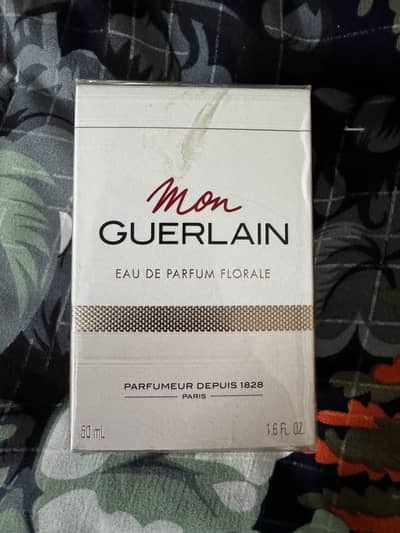 Mon
GUERLAIN
EAU DE PARFUM FLORALE
PARFUMEUR DEPUIS 1828
PARIS
50 mL 1.6 FL. OZ